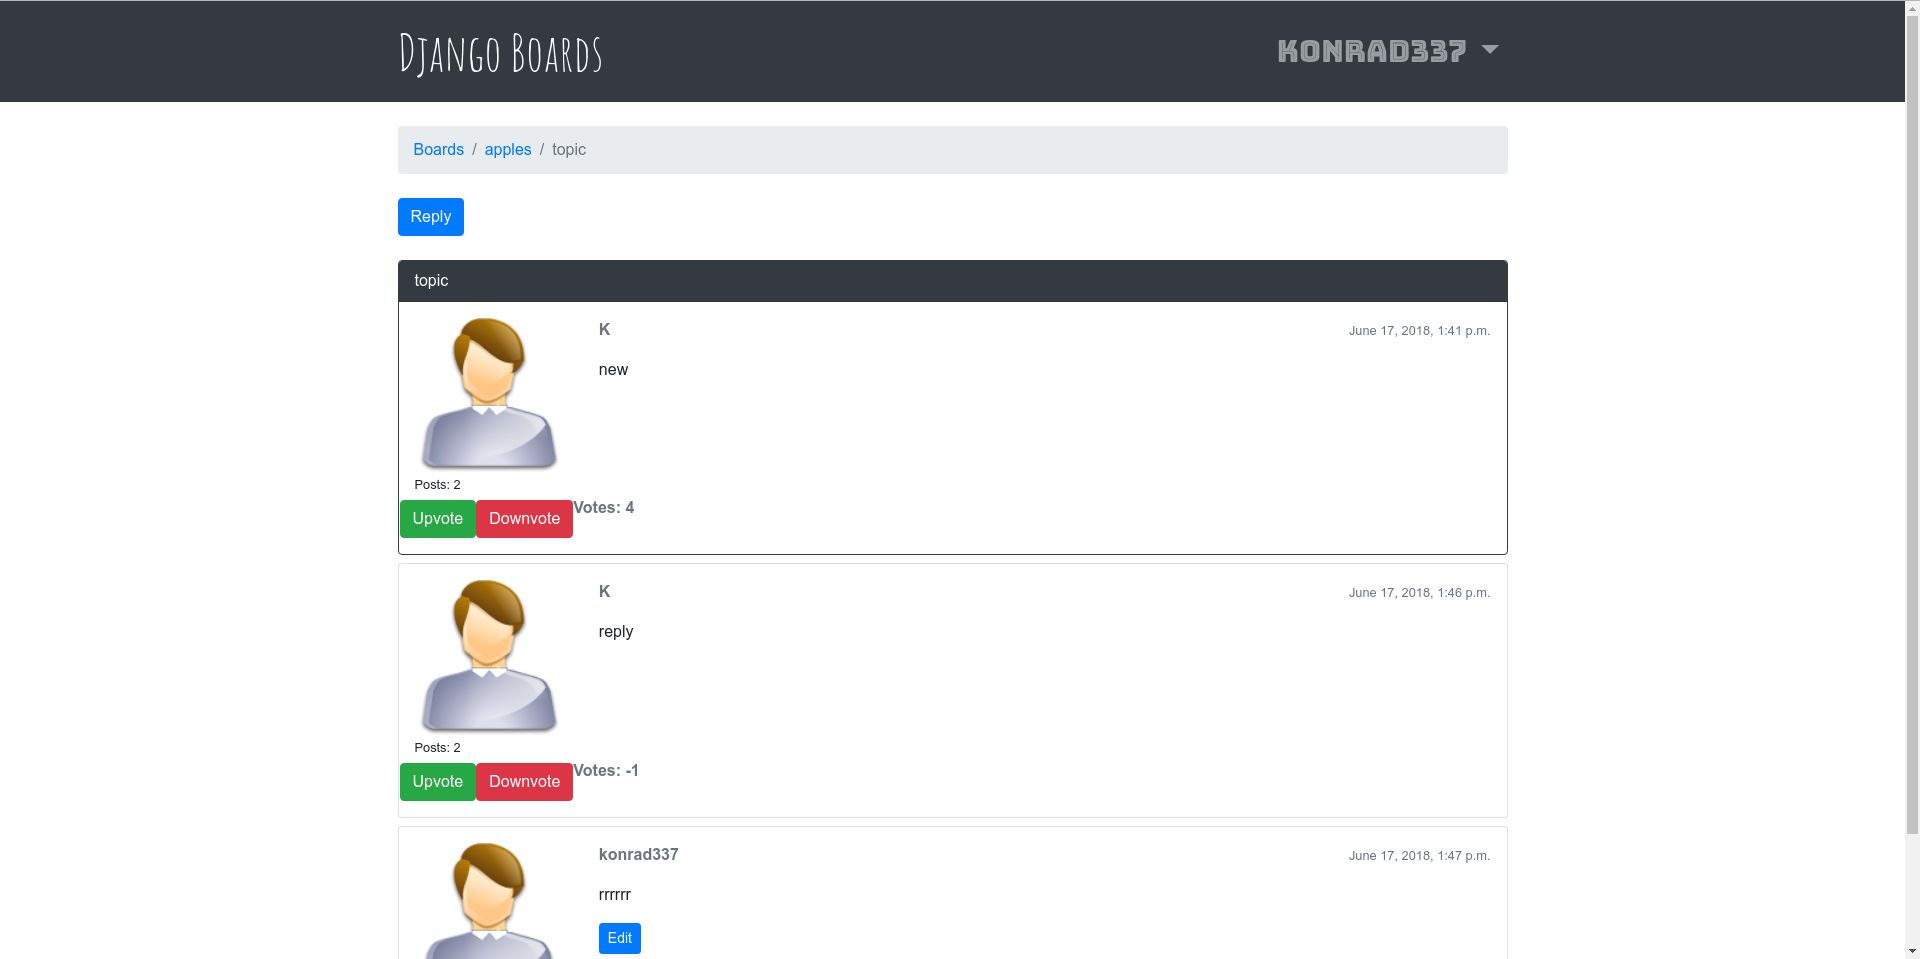 Django Boards
KONRAD337
Boards / apples / topic
Reply
topic
K
June 17, 2018, 1:41 p.m.
new
Posts: 2
Upvote Downvote Votes: 4
K
June 17, 2018, 1:46 p.m.
reply
Posts: 2
Upvote Downvote Votes: -1
konrad337
June 17, 2018, 1:47 p.m.
rrrrrr
Edit